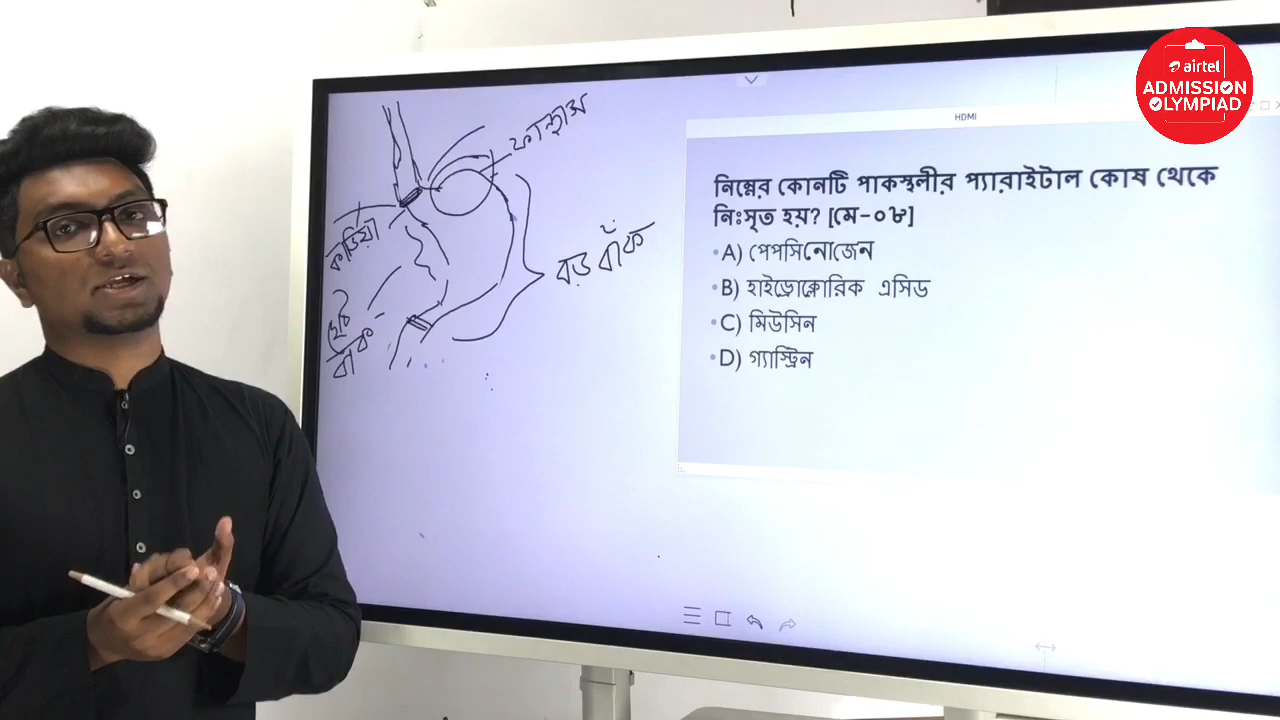 airtel
ADMISSION
OLYMPIAD
HDMI
নিম্নের কোনটি পাকস্থলীর প্যারাইটাল কোষ থেকে
নিঃসৃত হয়? [মে-০৮]
A) পেপসিনোজেন
B) হাইড্রোক্লোরিক এসিড
C) মিউসিন
D) গ্যাস্ট্রিন
ফান্ডাস
কার্ডিয়া
বড় বাঁক
ছোট
বাঁক